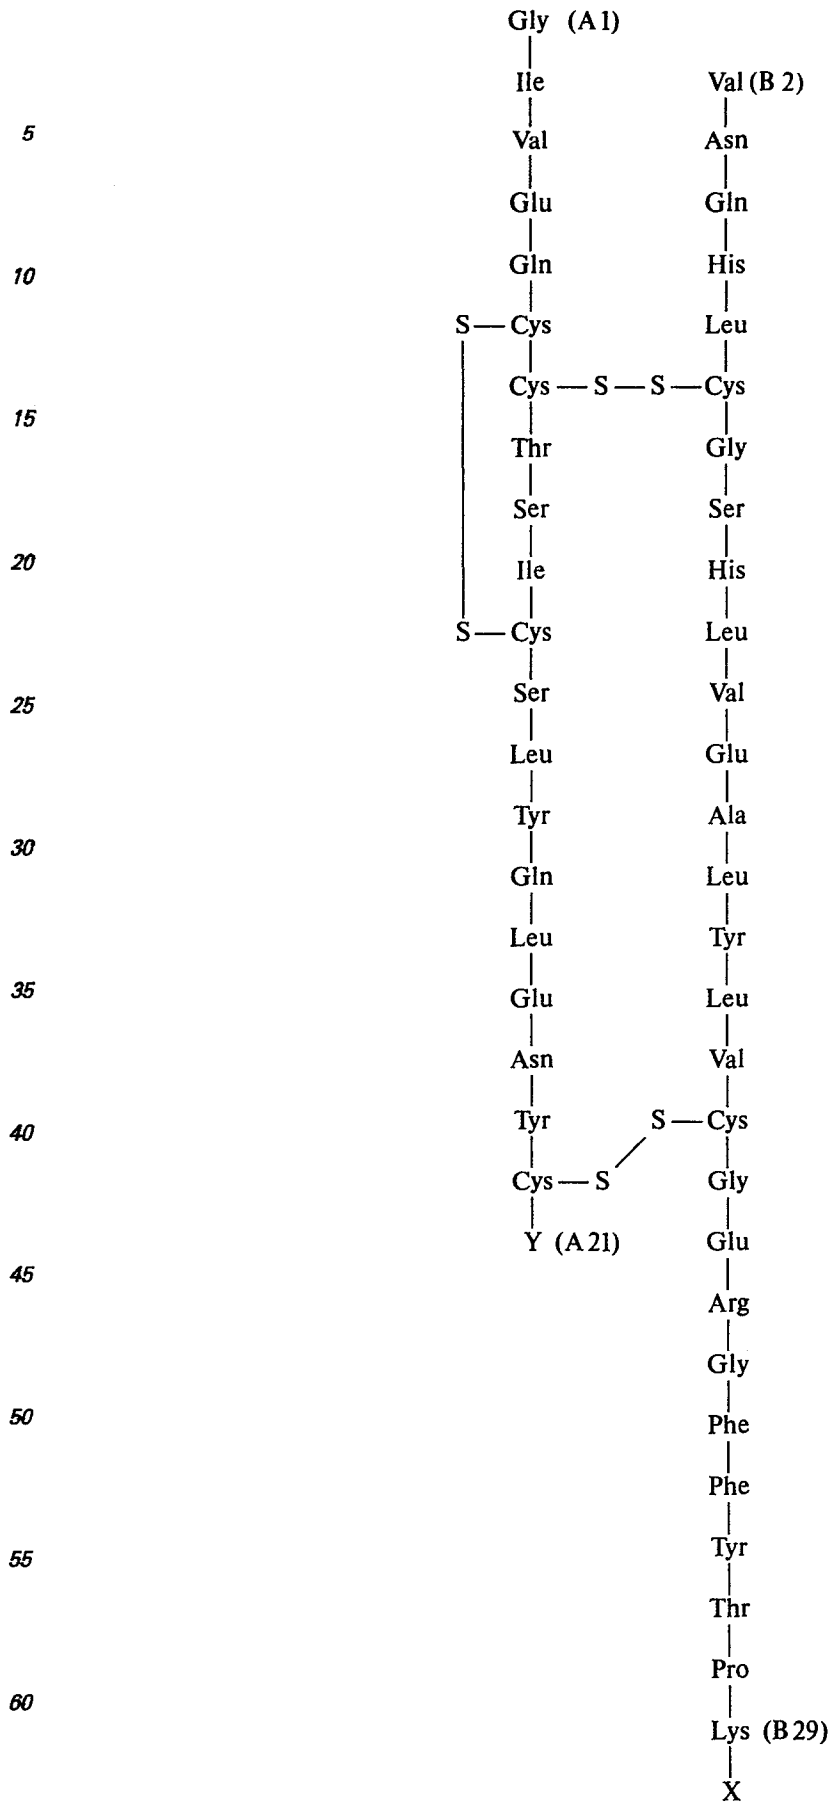 Gly (A1)
Ile Val (B 2)
5
Val Asn
Glu Gln
Gln His
10
S Cys Leu
Cys S S Cys
15
Thr Gly
Ser Ser
20
Ile His
S Cys Leu
Ser Val
25
Leu Glu
Tyr Ala
30
Gln Leu
Leu Tyr
35
Glu Leu
Asn Val
40
Tyr S Cys
Cys S Gly
Y (A21) Glu
45
Arg
Gly
50
Phe
Phe
55
Tyr
Thr
Pro
60
Lys (B29)
X